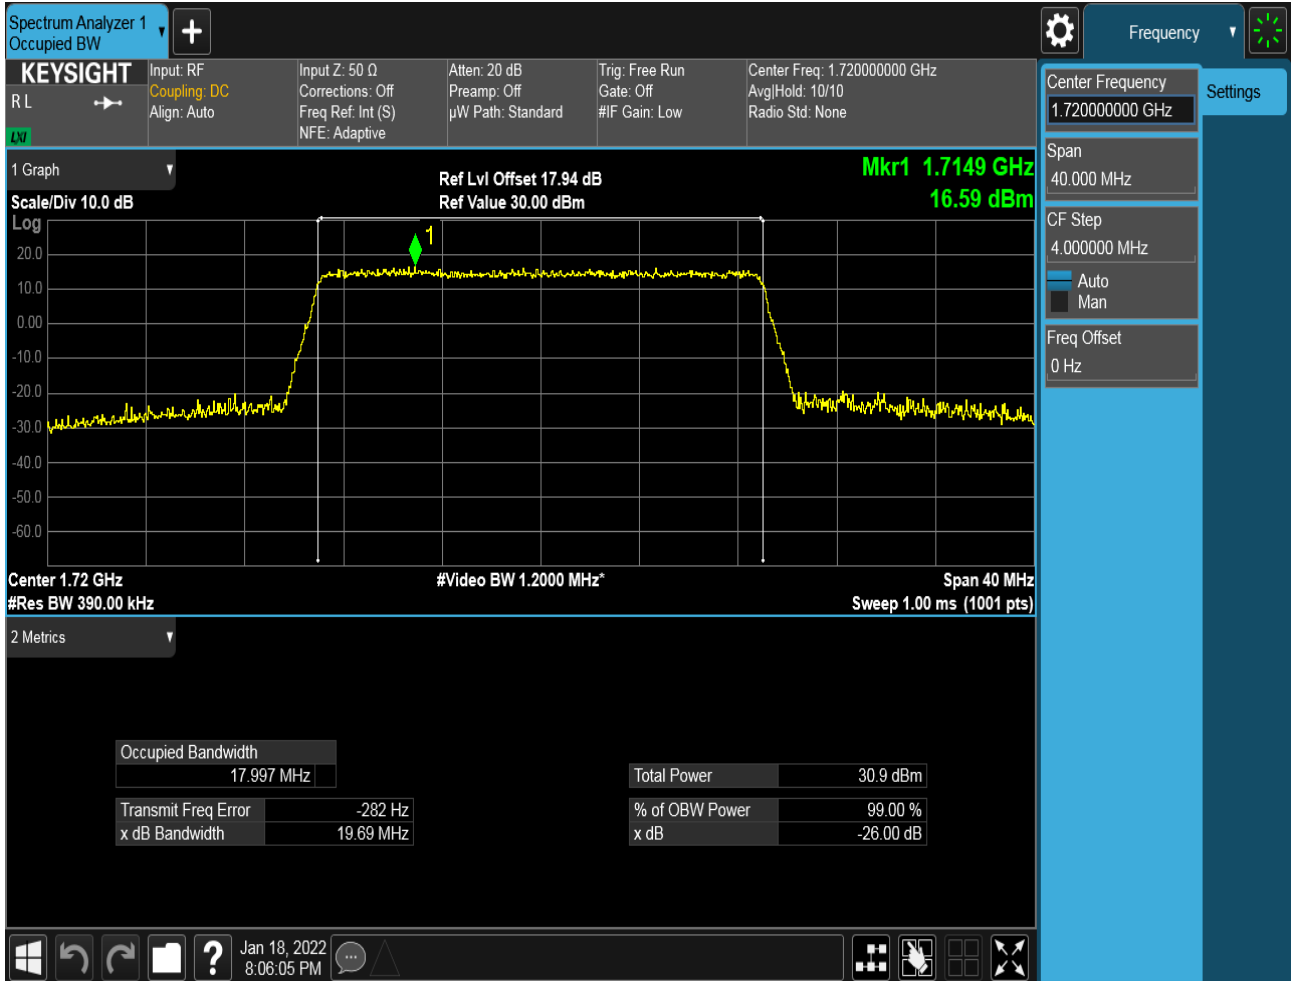 Spectrum Analyzer 1
Occupied BW
Frequency
KEYSIGHT
R L
LXI
Input: RF
Coupling: DC
Align: Auto
Input Z: 50 Ω
Corrections: Off
Freq Ref: Int (S)
NFE: Adaptive
Atten: 20 dB
Preamp: Off
µW Path: Standard
Trig: Free Run
Gate: Off
#IF Gain: Low
Center Freq: 1.720000000 GHz
Avg|Hold: 10/10
Radio Std: None
Center Frequency
1.720000000 GHz
Settings
Span
40.000 MHz
CF Step
4.000000 MHz
Auto
Man
Freq Offset
0 Hz
1 Graph
Scale/Div 10.0 dB
Ref Lvl Offset 17.94 dB
Ref Value 30.00 dBm
Mkr1 1.7149 GHz
16.59 dBm
Log
1
20.0
10.0
0.00
-10.0
-20.0
-30.0
-40.0
-50.0
-60.0
Center 1.72 GHz
#Video BW 1.2000 MHz*
Span 40 MHz
#Res BW 390.00 kHz
Sweep 1.00 ms (1001 pts)
2 Metrics
Occupied Bandwidth
17.997 MHz
Total Power 30.9 dBm
Transmit Freq Error -282 Hz
% of OBW Power 99.00 %
x dB Bandwidth 19.69 MHz
x dB -26.00 dB
?
Jan 18, 2022
8:06:05 PM